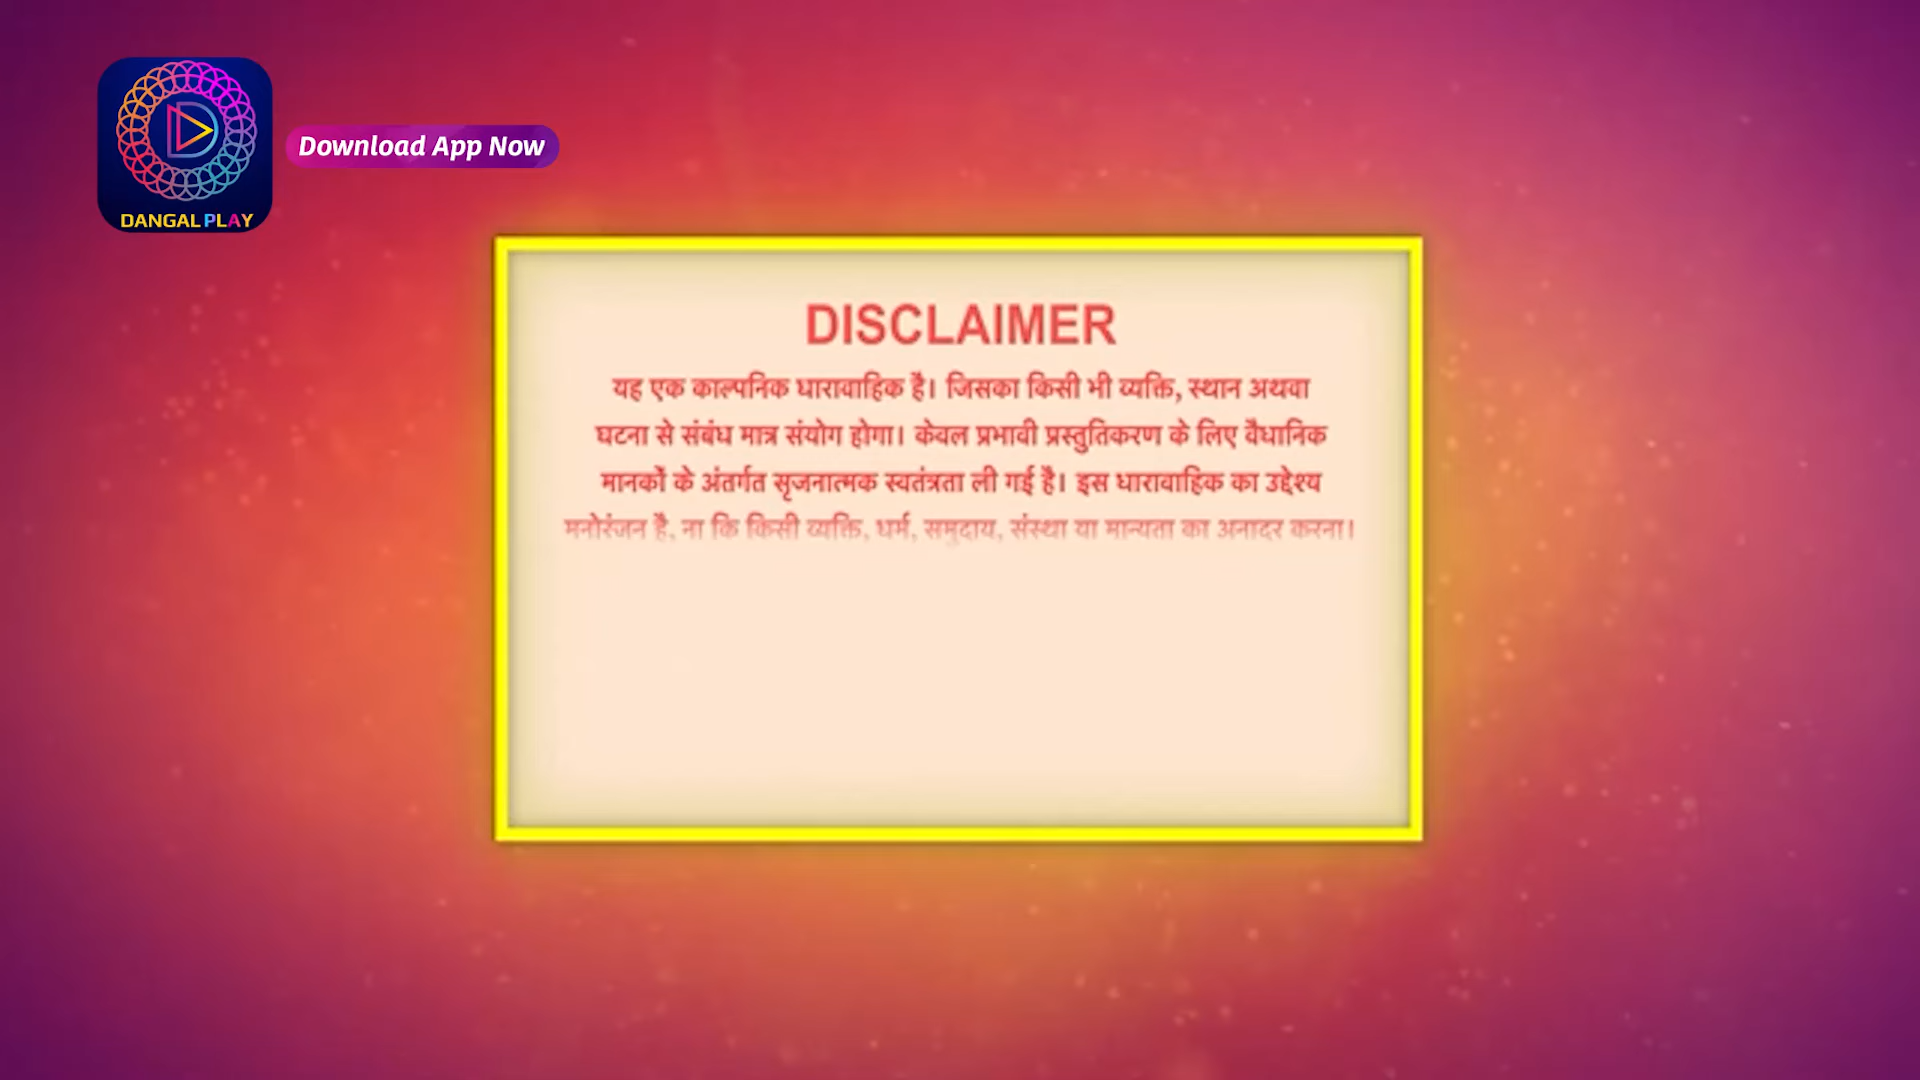 DANGAL PLAY
Download App Now
DISCLAIMER
यह एक काल्पनिक धारावाहिक है। जिसका किसी भी व्यक्ति, स्थान अथवा
घटना से संबंध मात्र संयोग होगा। केवल प्रभावी प्रस्तुतिकरण के लिए वैधानिक
मानकों के अंतर्गत सृजनात्मक स्वतंत्रता ली गई है। इस धारावाहिक का उद्देश्य
मनोरंजन है, ना कि किसी व्यक्ति, धर्म, समुदाय, संस्था या मान्यता का अनादर करना।